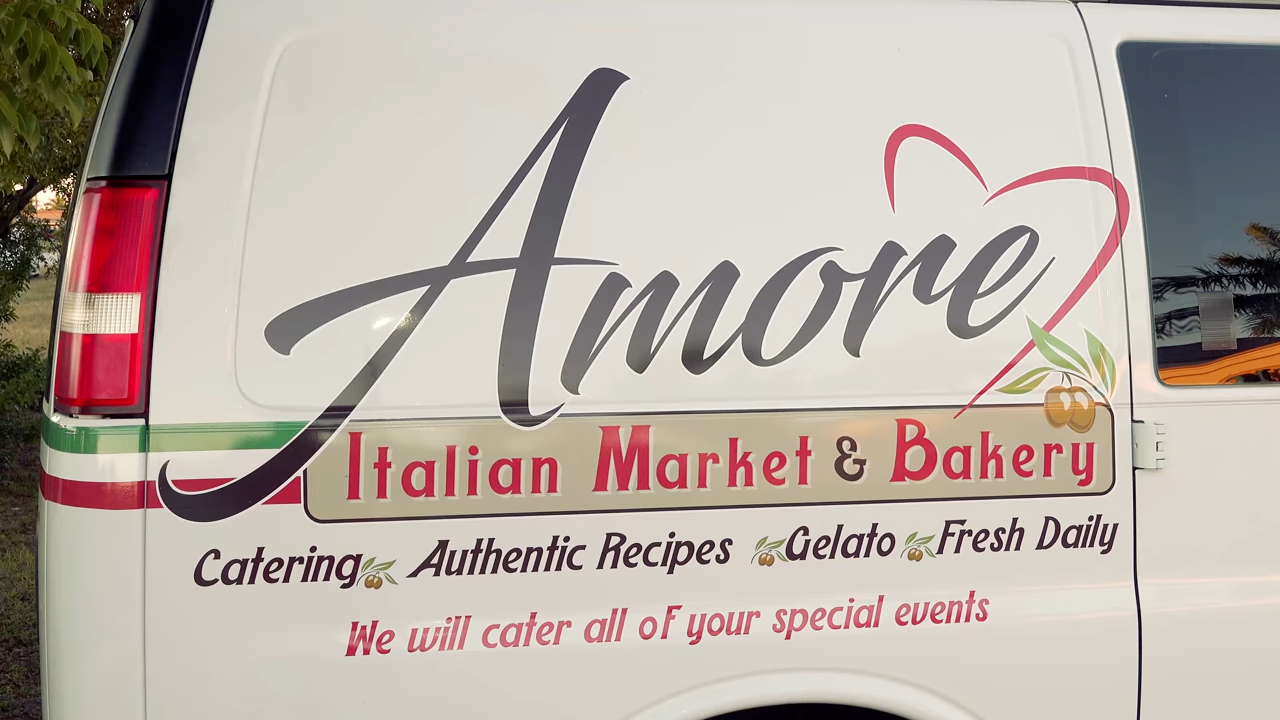 Amore
Italian Market & Bakery
Catering Authentic Recipes Gelato Fresh Daily
We will cater all of your special events